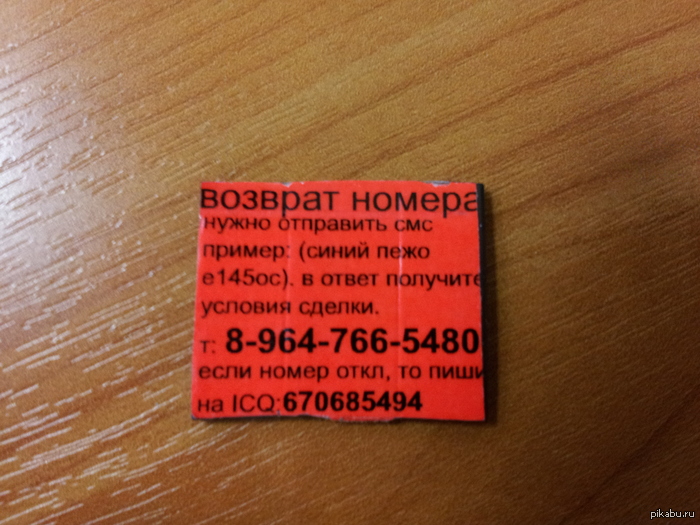 возврат номера
нужно отправить смс
пример: (синий пежо
е145ос). в ответ получите
условия сделки.
т: 8-964-766-5480
если номер откл, то пиши
на ICQ:670685494
pikabu.ru